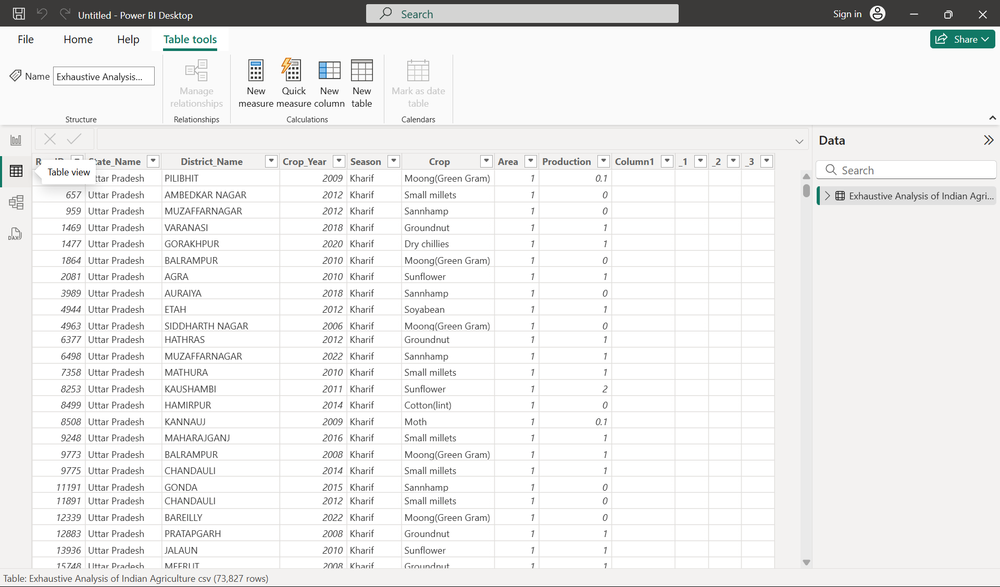 Untitled - Power BI Desktop
Search
Sign in
File Home Help Table tools
Share
Name Exhaustive Analysis...
Manage relationships
New measure
Quick measure
New column
New table
Mark as date table
Structure Relationships Calculations Calendars
Data
Search
Exhaustive Analysis of Indian Agri...
Table view
District_Name Crop_Year Season Crop Area Production Column1 _1 _2 _3
Pradesh PILIBHIT 2009 Kharif Moong(Green Gram) 1 0.1
657 Uttar Pradesh AMBEDKAR NAGAR 2012 Kharif Small millets 1 0
959 Uttar Pradesh MUZAFFARNAGAR 2012 Kharif Sannhamp 1 0
1469 Uttar Pradesh VARANASI 2018 Kharif Groundnut 1 1
1477 Uttar Pradesh GORAKHPUR 2020 Kharif Dry chillies 1 1
1864 Uttar Pradesh BALRAMPUR 2010 Kharif Moong(Green Gram) 1 0
2081 Uttar Pradesh AGRA 2010 Kharif Sunflower 1 1
3989 Uttar Pradesh AURAIYA 2018 Kharif Sannhamp 1 0
4944 Uttar Pradesh ETAH 2012 Kharif Soyabean 1 1
4963 Uttar Pradesh SIDDHARTH NAGAR 2006 Kharif Moong(Green Gram) 1 0
6377 Uttar Pradesh HATHRAS 2012 Kharif Groundnut 1 1
6498 Uttar Pradesh MUZAFFARNAGAR 2022 Kharif Sannhamp 1 1
7358 Uttar Pradesh MATHURA 2010 Kharif Small millets 1 1
8253 Uttar Pradesh KAUSHAMBI 2011 Kharif Sunflower 1 2
8499 Uttar Pradesh HAMIRPUR 2014 Kharif Cotton(lint) 1 0
8508 Uttar Pradesh KANNAUJ 2009 Kharif Moth 1 0.1
9248 Uttar Pradesh MAHARAJGANJ 2016 Kharif Small millets 1 1
9773 Uttar Pradesh BALRAMPUR 2008 Kharif Moong(Green Gram) 1 1
9775 Uttar Pradesh CHANDAULI 2014 Kharif Small millets 1 1
11191 Uttar Pradesh GONDA 2015 Kharif Sannhamp 1 0
11891 Uttar Pradesh CHANDAULI 2012 Kharif Small millets 1 0
12339 Uttar Pradesh BAREILLY 2022 Kharif Moong(Green Gram) 1 0
12883 Uttar Pradesh PRATAPGARH 2008 Kharif Groundnut 1 1
13936 Uttar Pradesh JALAUN 2010 Kharif Sunflower 1 1
15748 Uttar Pradesh MEERUT 2008 Kharif Groundnut 1 1
DAX
Table: Exhaustive Analysis of Indian Agriculture csv (73,827 rows)